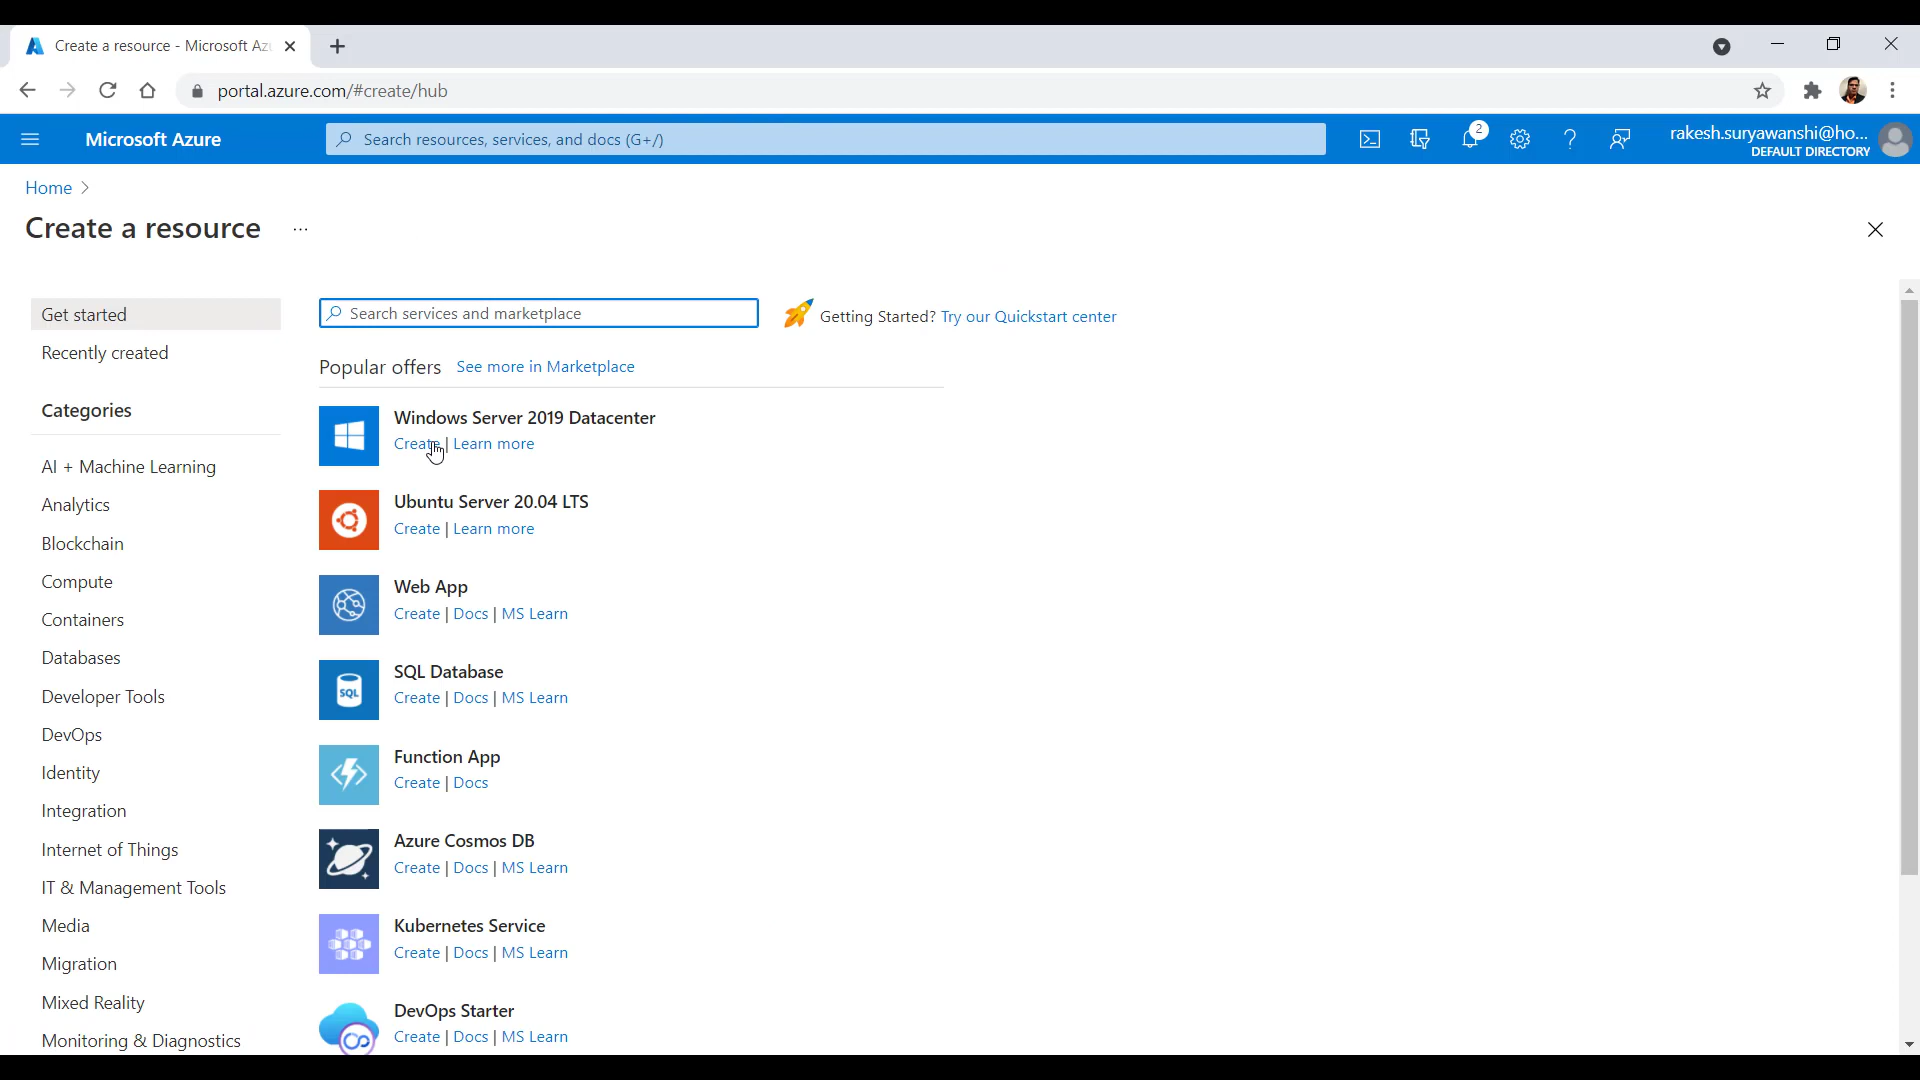 Create a resource - Microsoft Az
portal.azure.com/#create/hub
Microsoft Azure
Search resources, services, and docs (G+/)
2
rakesh.suryawanshi@ho...
DEFAULT DIRECTORY
Home
Create a resource
...
Get started
Recently created
Categories
AI + Machine Learning
Analytics
Blockchain
Compute
Containers
Databases
Developer Tools
DevOps
Identity
Integration
Internet of Things
IT & Management Tools
Media
Migration
Mixed Reality
Monitoring & Diagnostics
Search services and marketplace
Getting Started? Try our Quickstart center
Popular offers See more in Marketplace
Windows Server 2019 Datacenter
Create | Learn more
Ubuntu Server 20.04 LTS
Create | Learn more
Web App
Create | Docs | MS Learn
SQL
SQL Database
Create | Docs | MS Learn
Function App
Create | Docs
Azure Cosmos DB
Create | Docs | MS Learn
Kubernetes Service
Create | Docs | MS Learn
DevOps Starter
Create | Docs | MS Learn